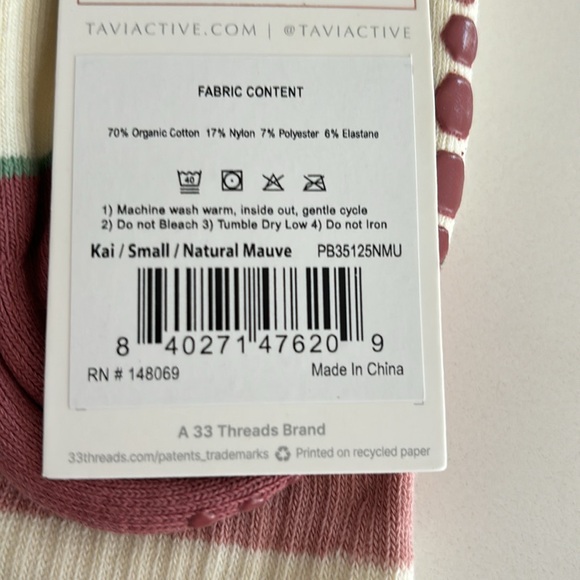 TAVIACTIVE.COM | @TAVIACTIVE
FABRIC CONTENT
70% Organic Cotton 17% Nylon 7% Polyester 6% Elastane
40
1) Machine wash warm, inside out, gentle cycle
2) Do not Bleach 3) Tumble Dry Low 4) Do not Iron
Kai / Small / Natural Mauve PB35125NMU
8 40271 47620 9
RN # 148069 Made In China
A 33 Threads Brand
33threads.com/patents_trademarks Printed on recycled paper